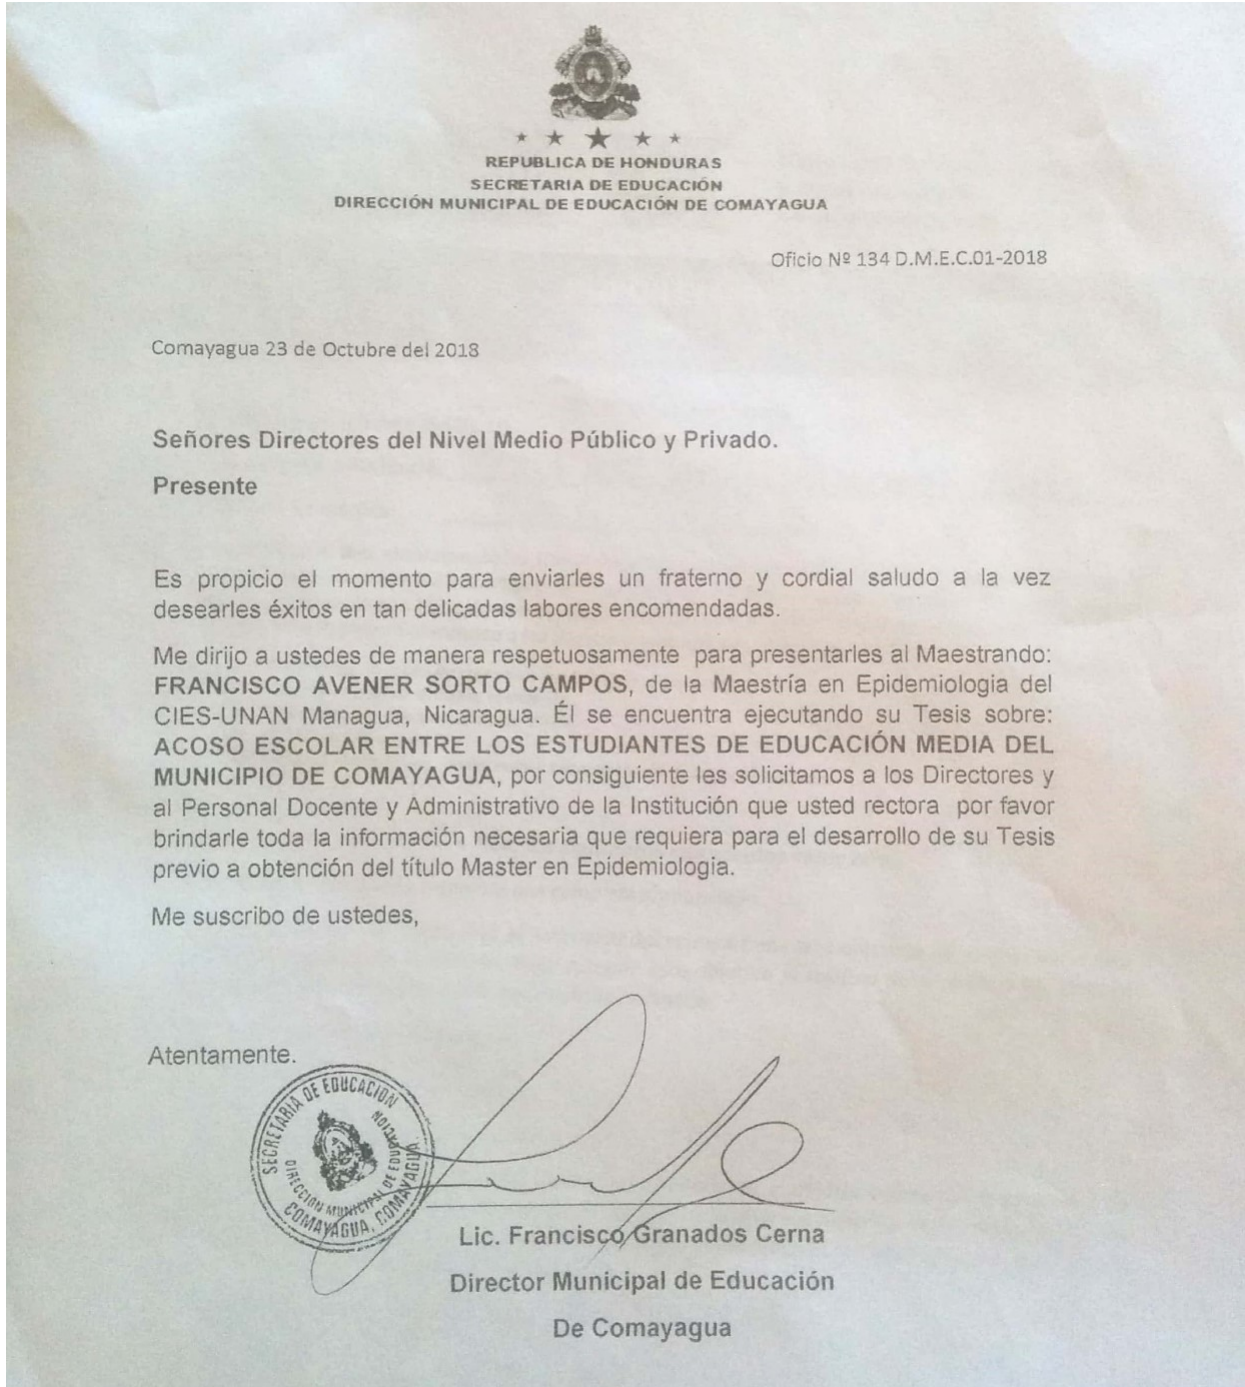 REPUBLICA DE HONDURAS
SECRETARIA DE EDUCACIÓN
DIRECCIÓN MUNICIPAL DE EDUCACIÓN DE COMAYAGUA
Oficio Nº 134 D.M.E.C.01-2018
Comayagua 23 de Octubre del 2018
Señores Directores del Nivel Medio Público y Privado.
Presente
Es propicio el momento para enviarles un fraterno y cordial saludo a la vez
desearles éxitos en tan delicadas labores encomendadas.
Me dirijo a ustedes de manera respetuosamente para presentarles al Maestrando:
FRANCISCO AVENER SORTO CAMPOS, de la Maestría en Epidemiologia del
CIES-UNAN Managua, Nicaragua. Él se encuentra ejecutando su Tesis sobre:
ACOSO ESCOLAR ENTRE LOS ESTUDIANTES DE EDUCACIÓN MEDIA DEL
MUNICIPIO DE COMAYAGUA, por consiguiente les solicitamos a los Directores y
al Personal Docente y Administrativo de la Institución que usted rectora por favor
brindarle toda la información necesaria que requiera para el desarrollo de su Tesis
previo a obtención del título Master en Epidemiologia.
Me suscribo de ustedes,
Atentamente.
SECRETARIA DE EDUCACION
DIRECCION MUNICIPAL DE EDUCACION
COMAYAGUA, COMAYAGUA.
Lic. Francisco Granados Cerna
Director Municipal de Educación
De Comayagua